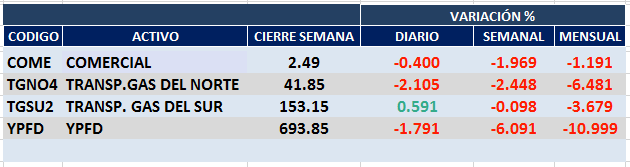 VARIACIÓN %
CODIGO ACTIVO CIERRE SEMANA DIARIO SEMANAL MENSUAL
COME COMERCIAL 2.49 -0.400 -1.969 -1.191
TGNO4 TRANSP.GAS DEL NORTE 41.85 -2.105 -2.448 -6.481
TGSU2 TRANSP. GAS DEL SUR 153.15 0.591 -0.098 -3.679
YPFD YPFD 693.85 -1.791 -6.091 -10.999